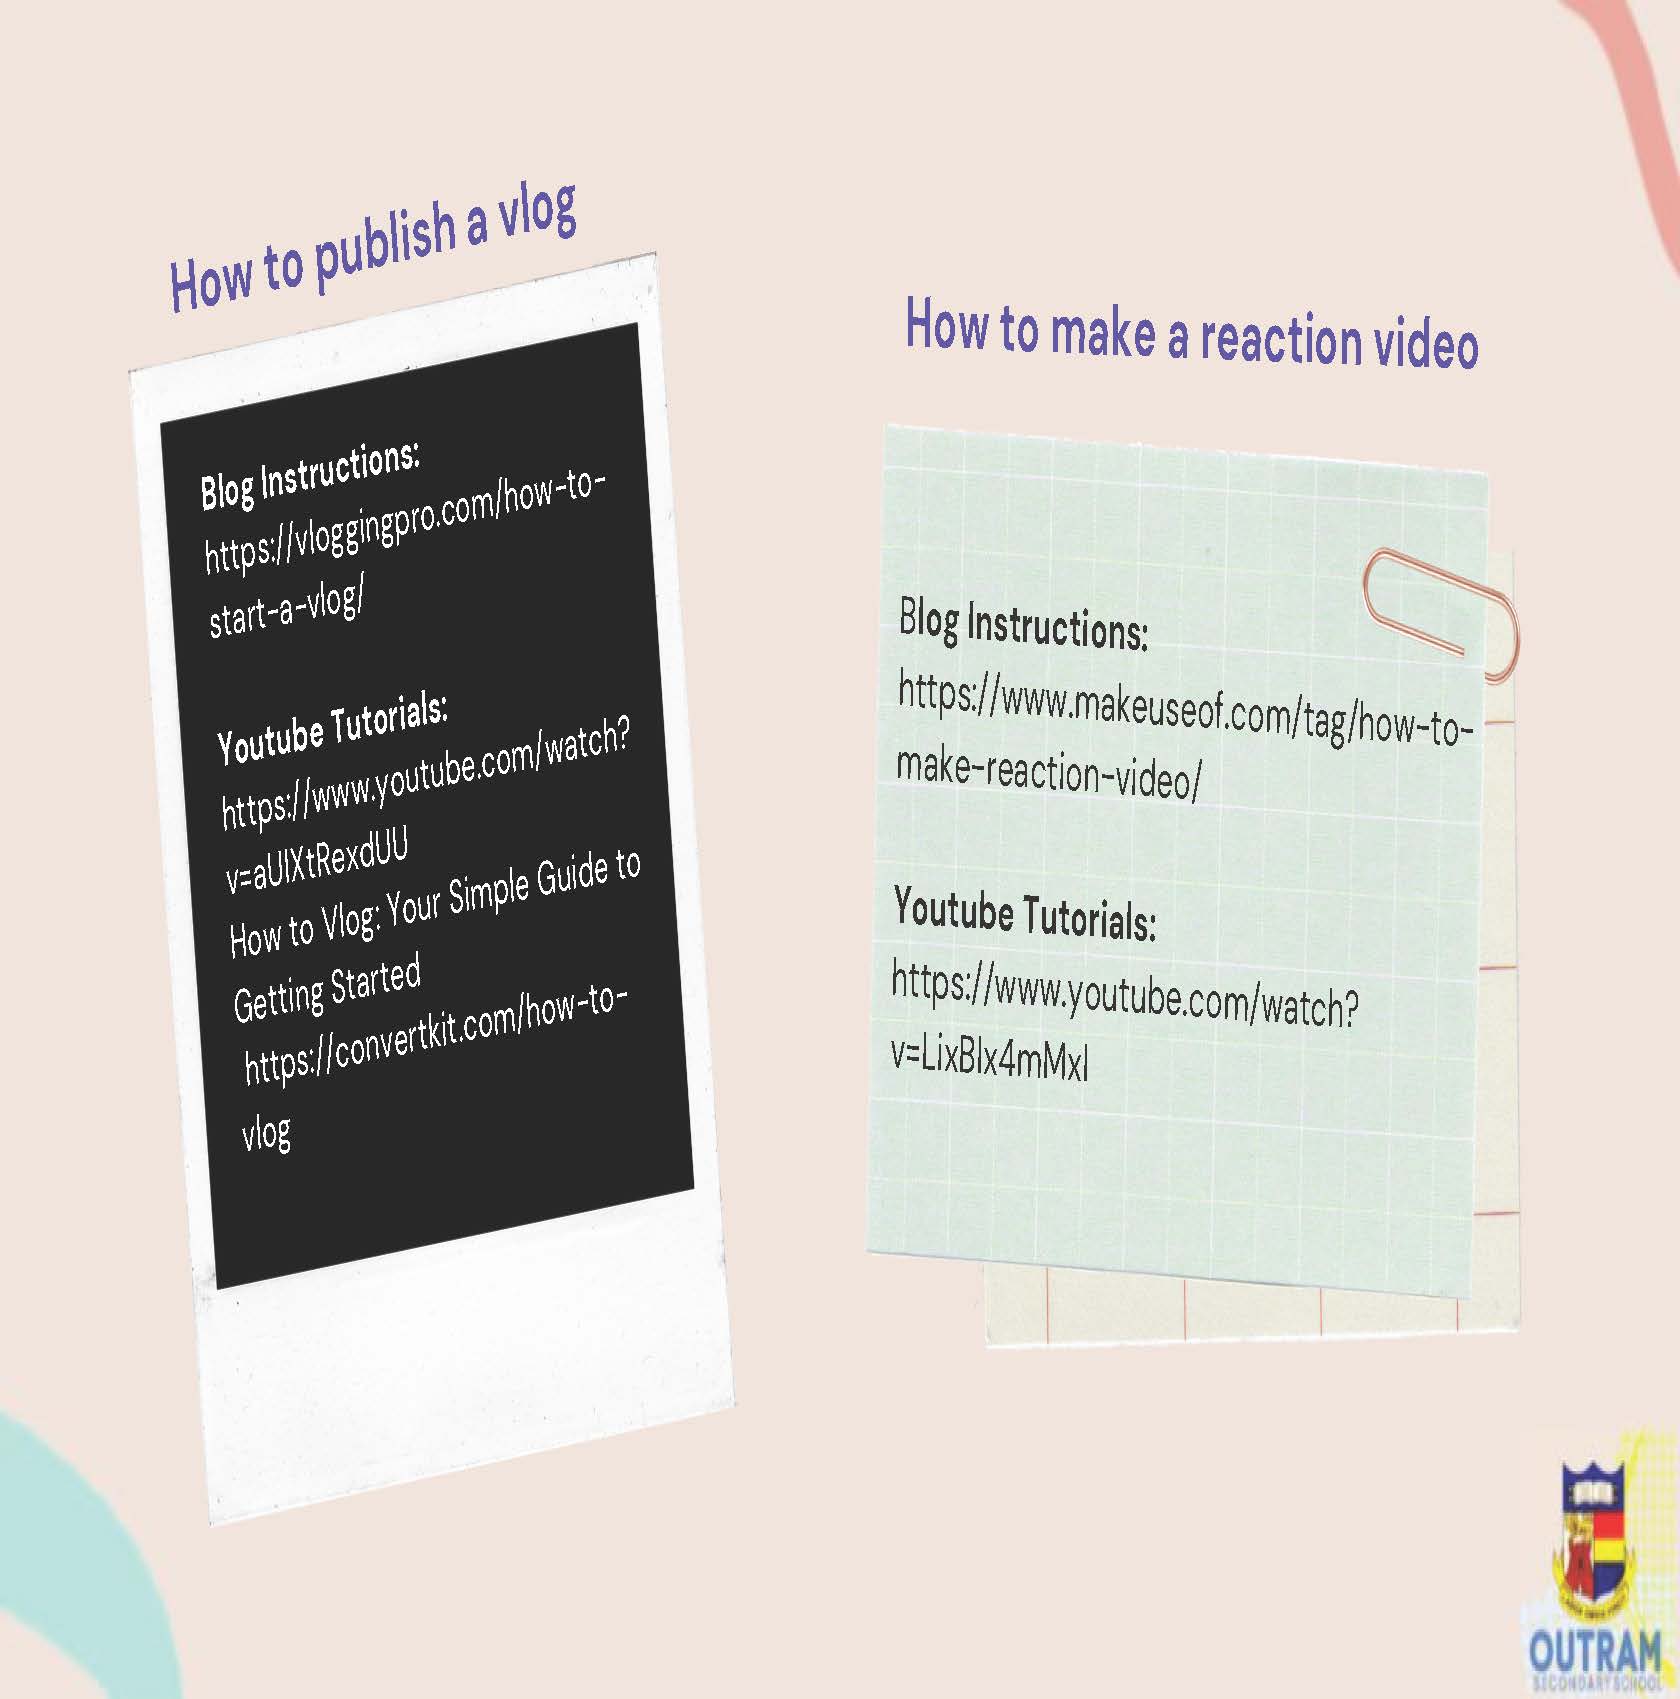 How to publish a vlog
Blog Instructions:
https://vloggingpro.com/how-to-
start-a-vlog/
Youtube Tutorials:
https://www.youtube.com/watch?
v=aUIXtRexdUU
How to Vlog: Your Simple Guide to
Getting Started
https://convertkit.com/how-to-
vlog
How to make a reaction video
Blog Instructions:
https://www.makeuseof.com/tag/how-to-
make-reaction-video/
Youtube Tutorials:
https://www.youtube.com/watch?
v=LixBIx4mMxI
OUTRAM
SECONDARY SCHOOL